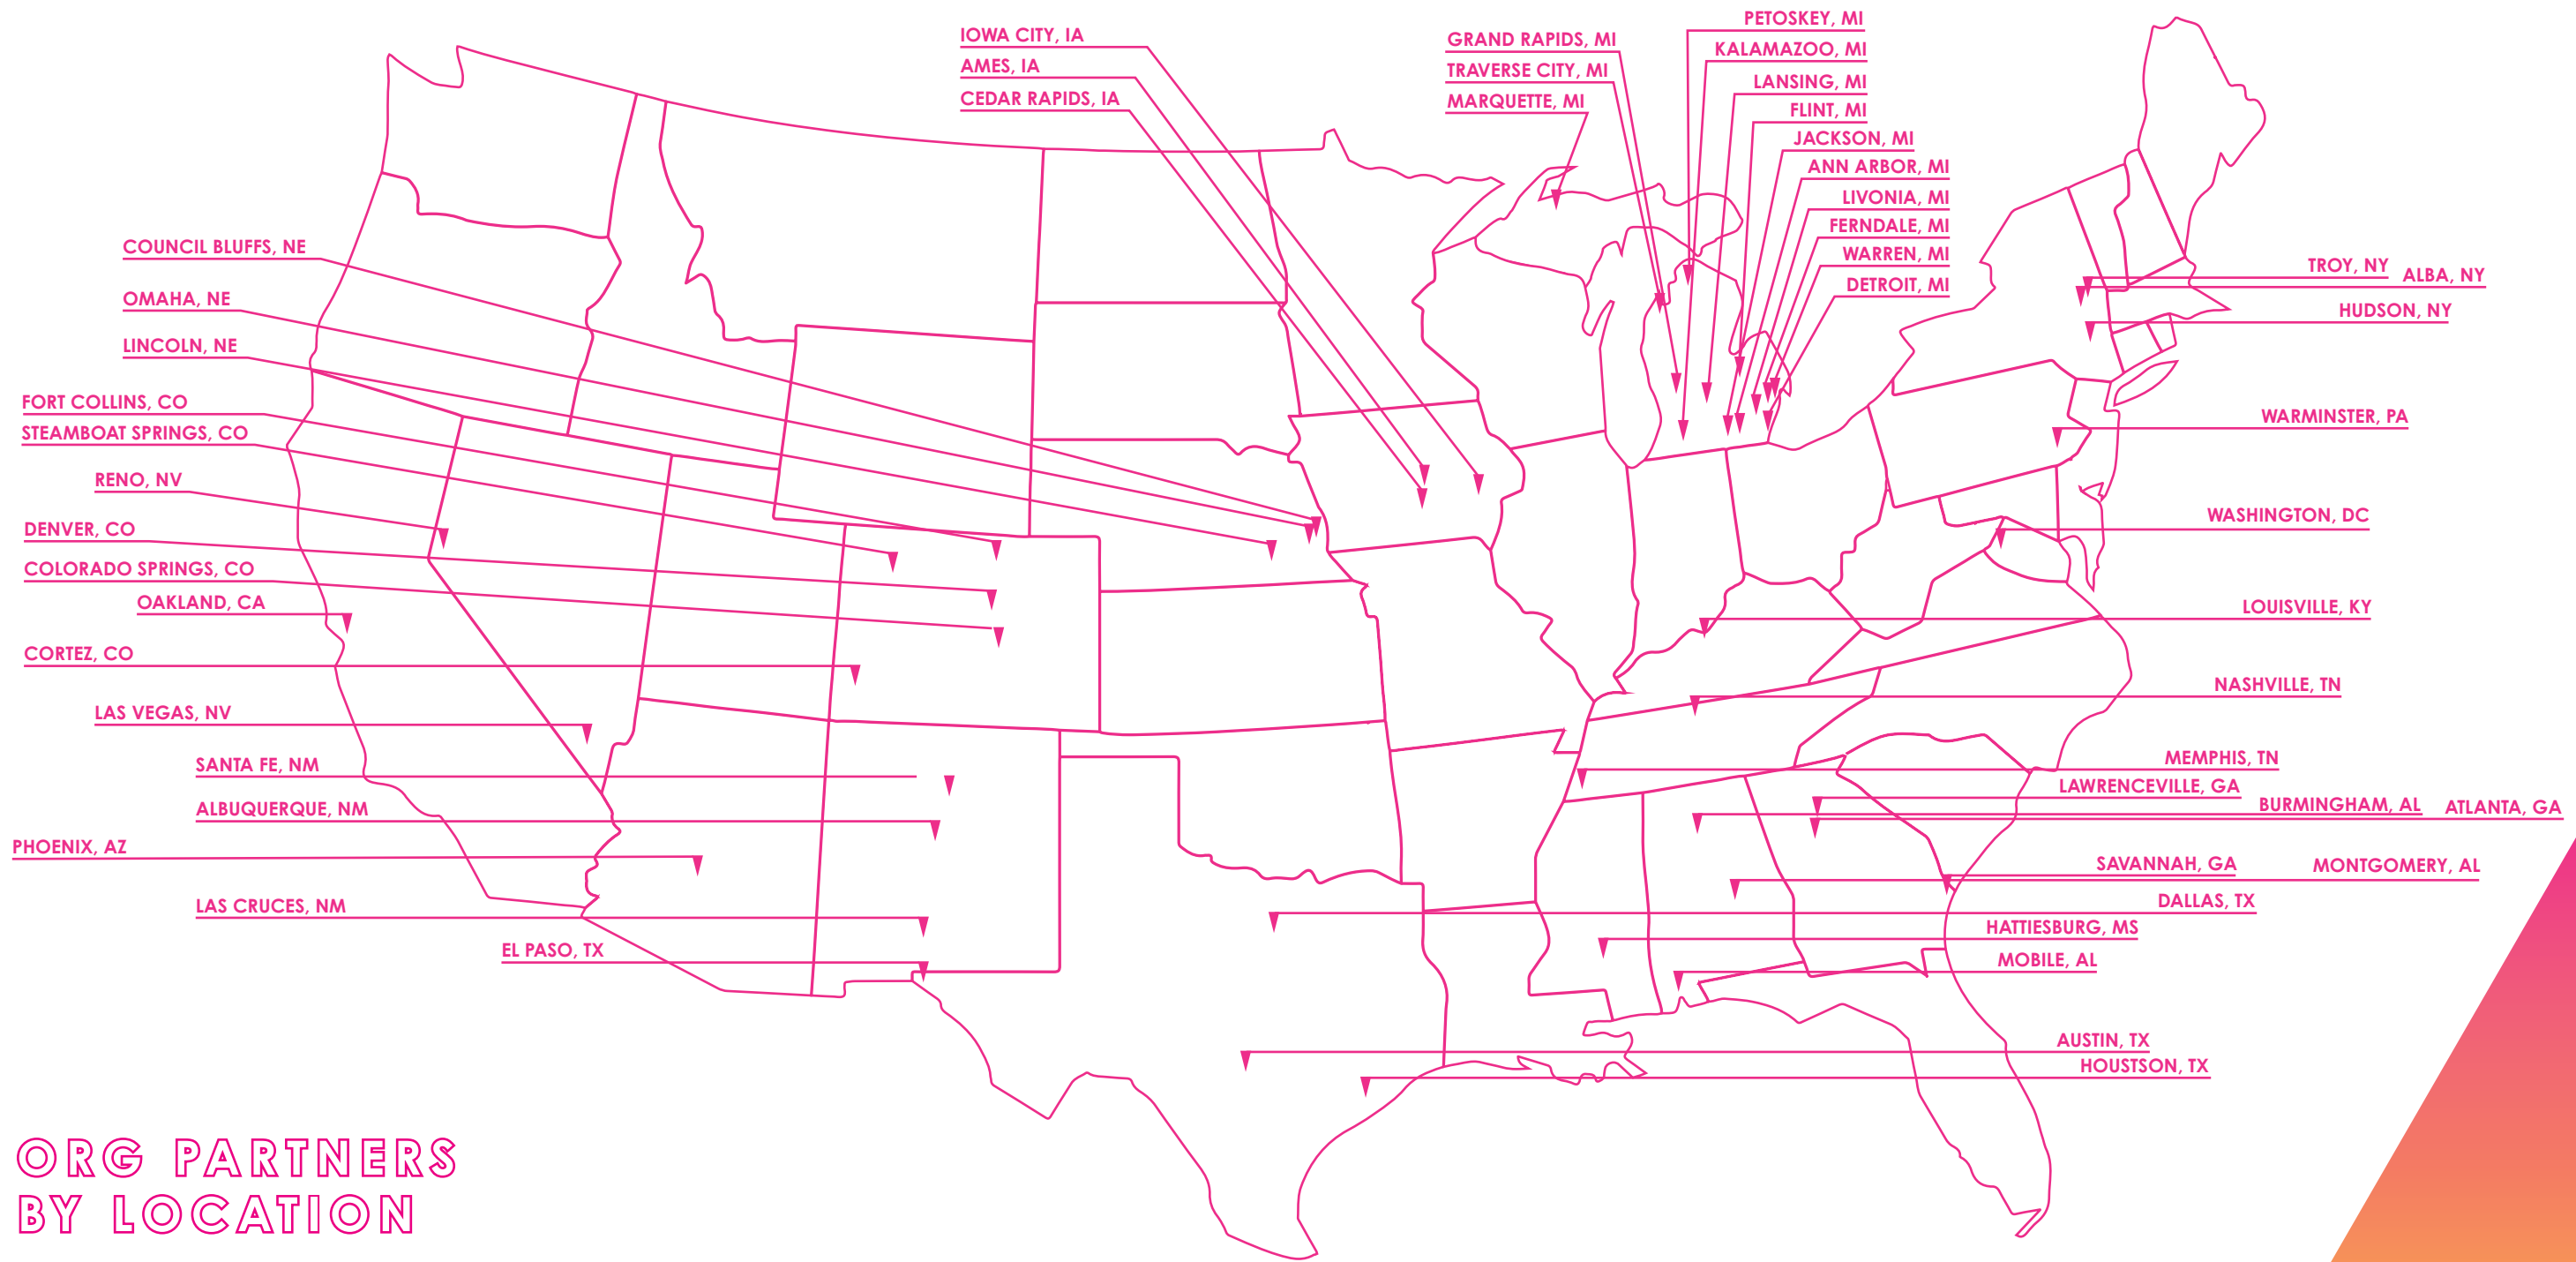 IOWA CITY, IA
AMES, IA
CEDAR RAPIDS, IA
GRAND RAPIDS, MI
TRAVERSE CITY, MI
MARQUETTE, MI
PETOSKEY, MI
KALAMAZOO, MI
LANSING, MI
FLINT, MI
JACKSON, MI
ANN ARBOR, MI
LIVONIA, MI
FERNDALE, MI
WARREN, MI
DETROIT, MI
COUNCIL BLUFFS, NE
OMAHA, NE
LINCOLN, NE
FORT COLLINS, CO
STEAMBOAT SPRINGS, CO
RENO, NV
DENVER, CO
COLORADO SPRINGS, CO
OAKLAND, CA
CORTEZ, CO
LAS VEGAS, NV
SANTA FE, NM
ALBUQUERQUE, NM
PHOENIX, AZ
LAS CRUCES, NM
EL PASO, TX
TROY, NY
ALBA, NY
HUDSON, NY
WARMINSTER, PA
WASHINGTON, DC
LOUISVILLE, KY
NASHVILLE, TN
MEMPHIS, TN
LAWRENCEVILLE, GA
BURMINGHAM, AL
ATLANTA, GA
SAVANNAH, GA
MONTGOMERY, AL
DALLAS, TX
HATTIESBURG, MS
MOBILE, AL
AUSTIN, TX
HOUSTSON, TX
ORG PARTNERS
BY LOCATION